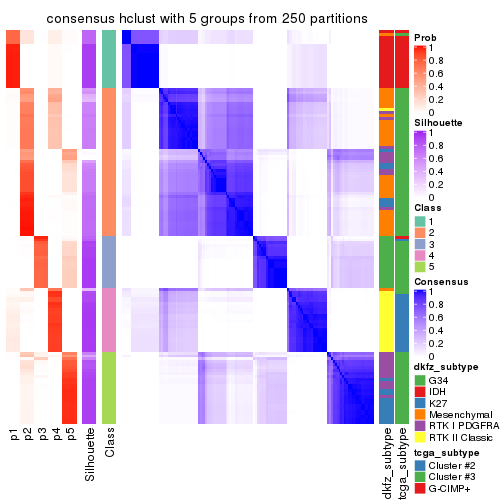 consensus hclust with 5 groups from 250 partitions
Prob
1
0.8
0.6
0.4
0.2
0
Silhouette
1
0.8
0.6
0.4
0.2
0
Class
1
2
3
4
5
Consensus
1
0.8
0.6
0.4
0.2
0
dkfz_subtype
G34
IDH
K27
Mesenchymal
RTK I PDGFRA
RTK II Classic
tcga_subtype
Cluster #2
Cluster #3
G-CIMP+
p1
p2
p3
p4
p5
Silhouette
Class
dkfz_subtype
tcga_subtype